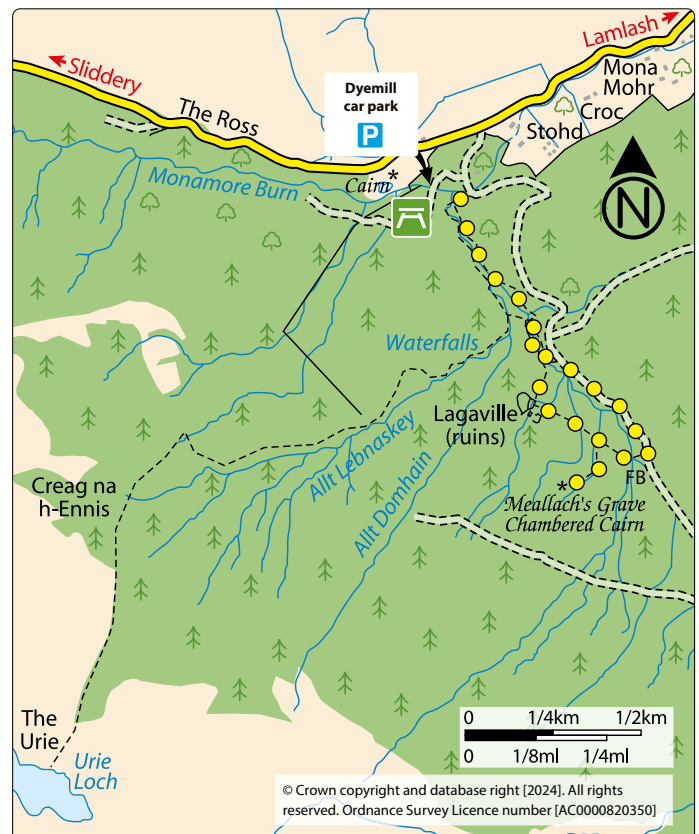 Lamlash
Sliddery
Mona
Mohr
Dyemill
car park
P
The Ross
Croc
Stohd
Cairn
*
Monamore Burn
N
Waterfalls
Lagaville
(ruins)
Allt Lebnaskey
Allt Domhain
FB
Creag na
h-Ennis
*
Meallach's Grave
Chambered Cairn
The
Urie
Urie
Loch
0 1/4km 1/2km
0 1/8ml 1/4ml
© Crown copyright and database right [2024]. All rights
reserved. Ordnance Survey Licence number [AC0000820350]